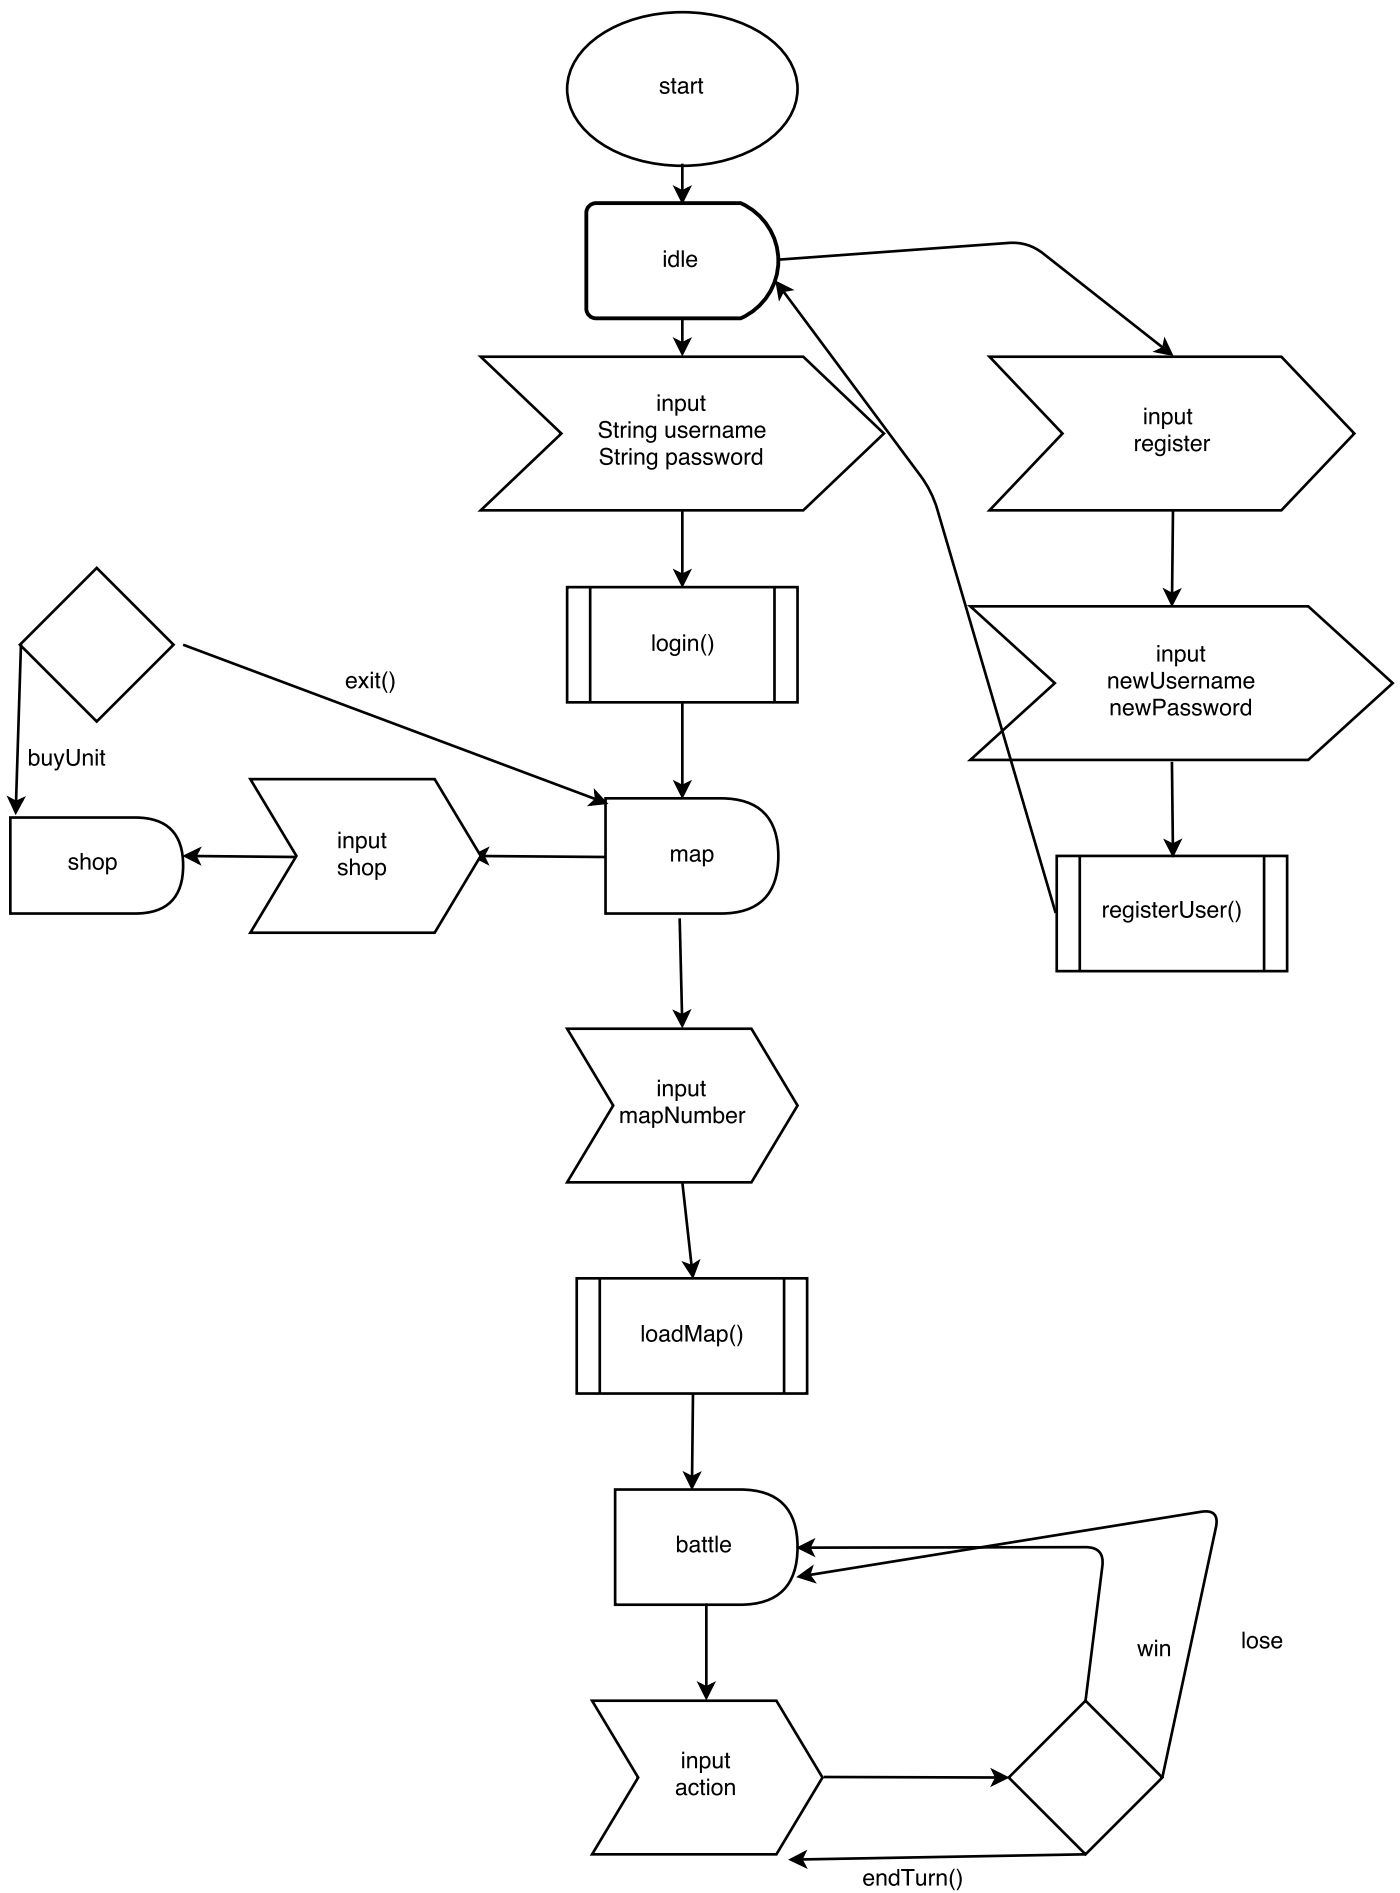 start
idle
input
String username
String password
input
register
login()
input
newUsername
newPassword
exit()
buyUnit
shop
input
shop
map
registerUser()
input
mapNumber
loadMap()
battle
win
lose
input
action
endTurn()